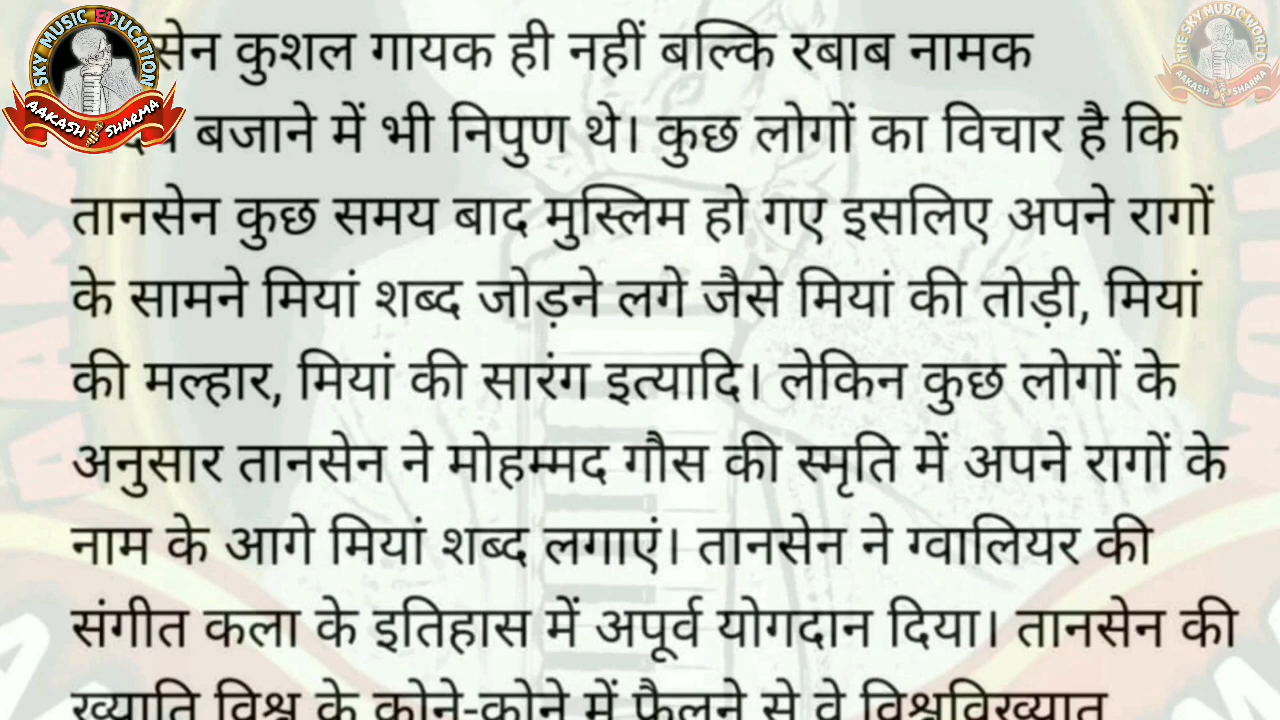 SKY MUSIC EDUCATION
AAKASH SHARMA
THE SKY MUSIC WORLD
AAKASH SHARMA
सेन कुशल गायक ही नहीं बल्कि रबाब नामक
बजाने में भी निपुण थे। कुछ लोगों का विचार है कि
तानसेन कुछ समय बाद मुस्लिम हो गए इसलिए अपने रागों
के सामने मियां शब्द जोड़ने लगे जैसे मियां की तोड़ी, मियां
की मल्हार, मियां की सारंग इत्यादि। लेकिन कुछ लोगों के
अनुसार तानसेन ने मोहम्मद गौस की स्मृति में अपने रागों के
नाम के आगे मियां शब्द लगाएं। तानसेन ने ग्वालियर की
संगीत कला के इतिहास में अपूर्व योगदान दिया। तानसेन की
ख्याति विश्व के कोने-कोने में फैलने से वे विश्वविख्यात